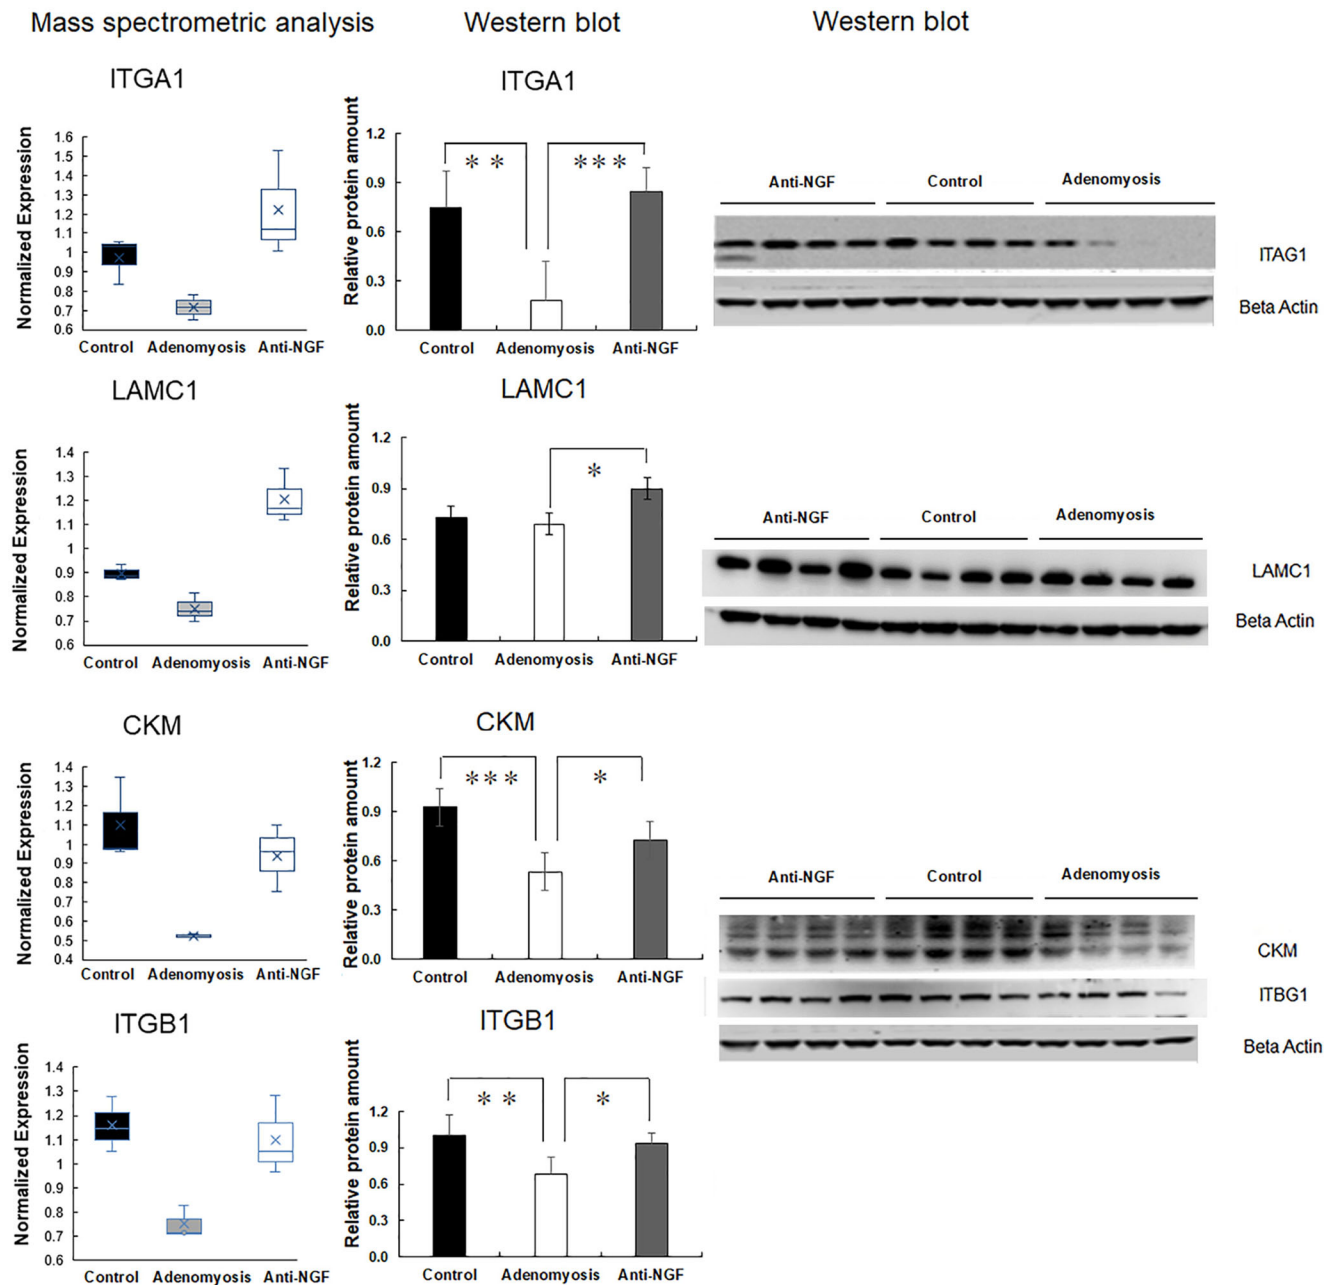 Mass spectrometric analysis
Western blot
Western blot
ITGA1
Normalized Expression
1.6
1.5
1.4
1.3
1.2
1.1
1
0.9
0.8
0.7
0.6
Control Adenomyosis Anti-NGF
ITGA1
Relative protein amount
1.2
0.9
0.6
0.3
0.0
** ***
Control Adenomyosis Anti-NGF
Anti-NGF Control Adenomyosis
ITAG1
Beta Actin
LAMC1
Normalized Expression
1.4
1.3
1.2
1.1
1
0.9
0.8
0.7
0.6
Control Adenomyosis Anti-NGF
LAMC1
Relative protein amount
1.2
0.9
0.6
0.3
0.0
*
Control Adenomyosis Anti-NGF
Anti-NGF Control Adenomyosis
LAMC1
Beta Actin
CKM
Normalized Expression
1.4
1.3
1.2
1.1
1
0.9
0.8
0.7
0.6
0.5
0.4
Control Adenomyosis Anti-NGF
CKM
Relative protein amount
1.2
0.9
0.6
0.3
0.0
*** *
Control Adenomyosis Anti-NGF
Anti-NGF Control Adenomyosis
CKM
ITBG1
Beta Actin
ITGB1
Normalized Expression
1.4
1.3
1.2
1.1
1
0.9
0.8
0.7
0.6
Control Adenomyosis Anti-NGF
ITGB1
Relative protein amount
1.2
0.9
0.6
0.3
0.0
** *
Control Adenomyosis Anti-NGF